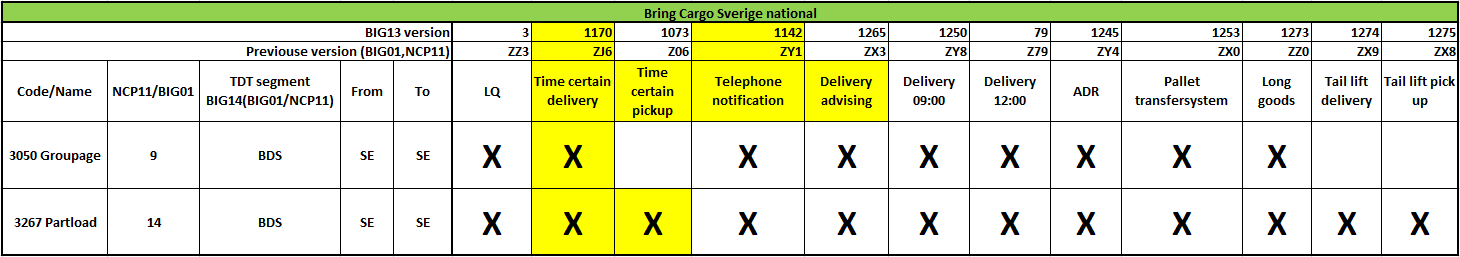 Bring Cargo Sverige national
BIG13 version 3 1170 1073 1142 1265 1250 79 1245 1253 1273 1274 1275
Previouse version (BIG01,NCP11) ZZ3 ZJ6 Z06 ZY1 ZX3 ZY8 Z79 ZY4 ZX0 ZZ0 ZX9 ZX8
Code/Name NCP11/BIG01 TDT segment BIG14(BIG01/NCP11) From To LQ Time certain delivery Time certain pickup Telephone notification Delivery advising Delivery 09:00 Delivery 12:00 ADR Pallet transfersystem Long goods Tail lift delivery Tail lift pick up
3050 Groupage 9 BDS SE SE X X X X X X X X X
3267 Partload 14 BDS SE SE X X X X X X X X X X X X